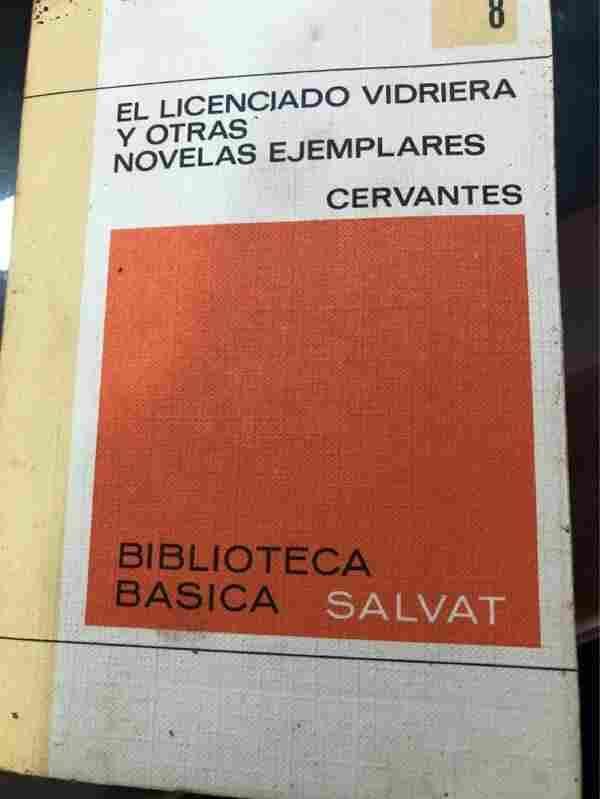 8
EL LICENCIADO VIDRIERA
Y OTRAS
NOVELAS EJEMPLARES
CERVANTES
BIBLIOTECA
BASICA SALVAT